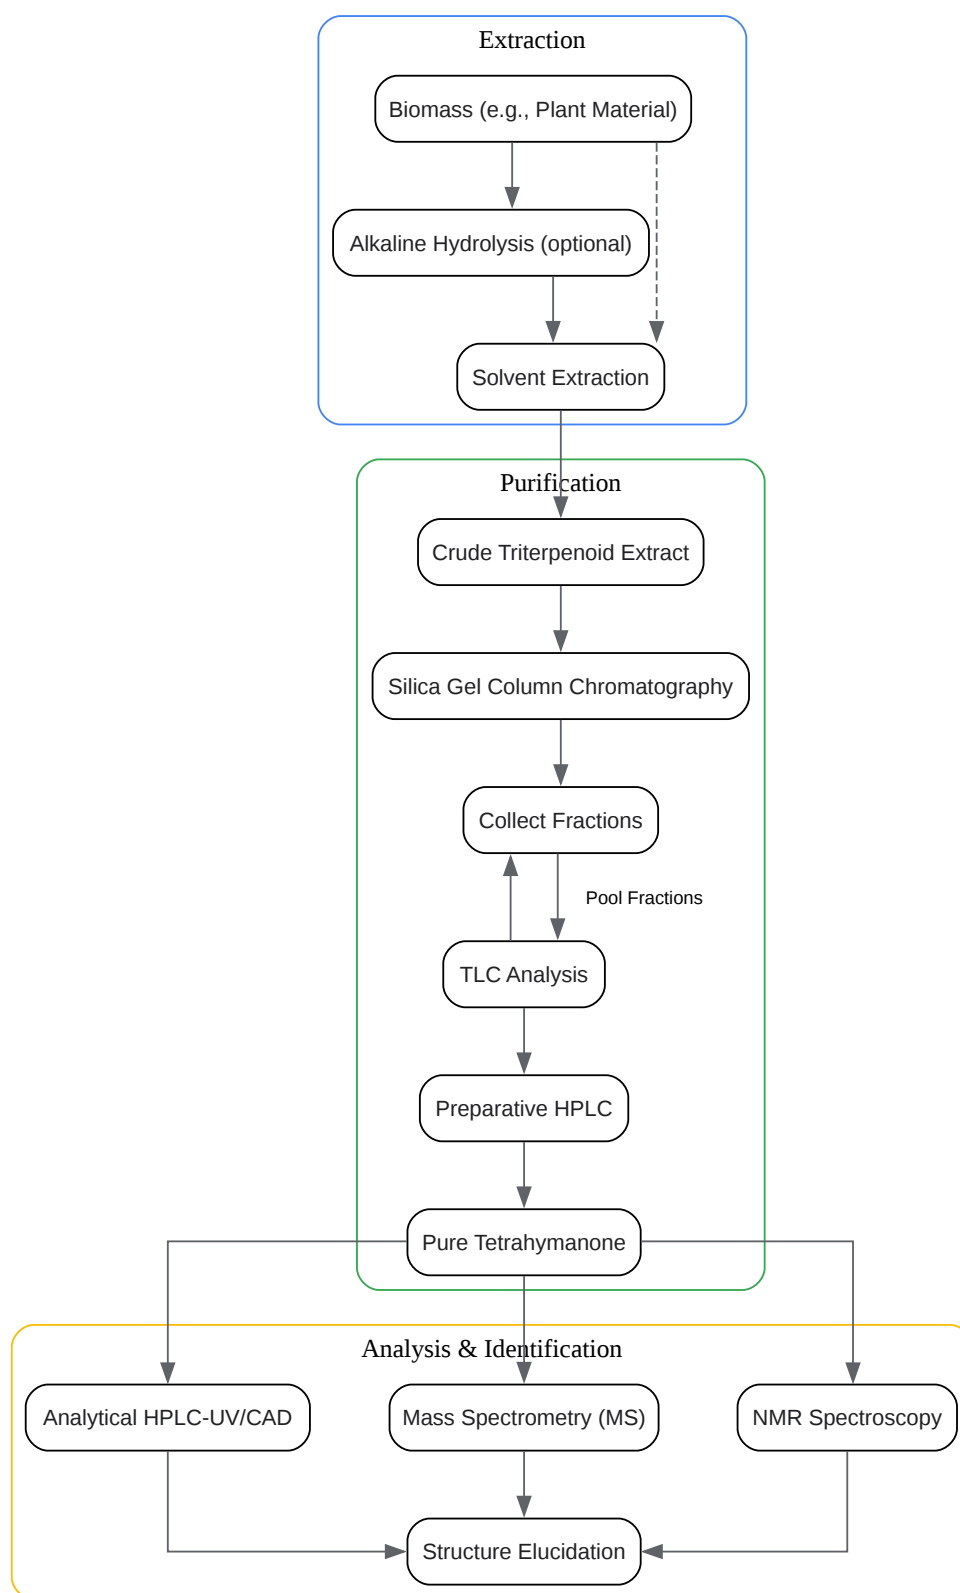 Extraction
Biomass (e.g., Plant Material)
Alkaline Hydrolysis (optional)
Solvent Extraction
Purification
Crude Triterpenoid Extract
Silica Gel Column Chromatography
Collect Fractions
Pool Fractions
TLC Analysis
Preparative HPLC
Pure Tetrahymanone
Analysis & Identification
Analytical HPLC-UV/CAD
Mass Spectrometry (MS)
NMR Spectroscopy
Structure Elucidation